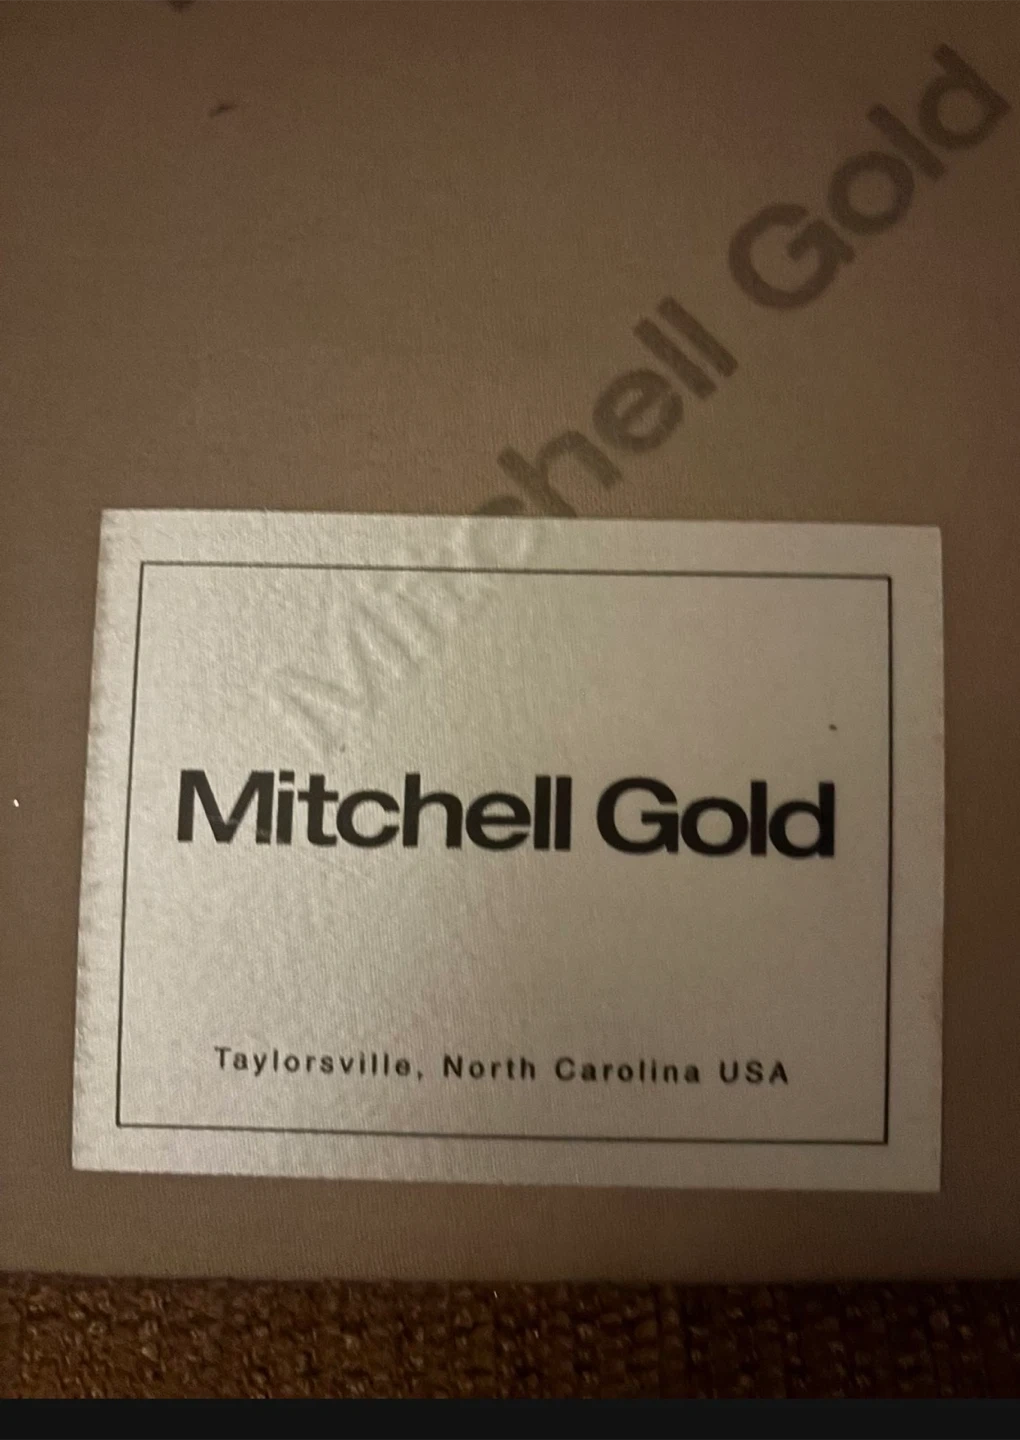 Mitchell Gold
Mitchell Gold
Taylorsville, North Carolina USA